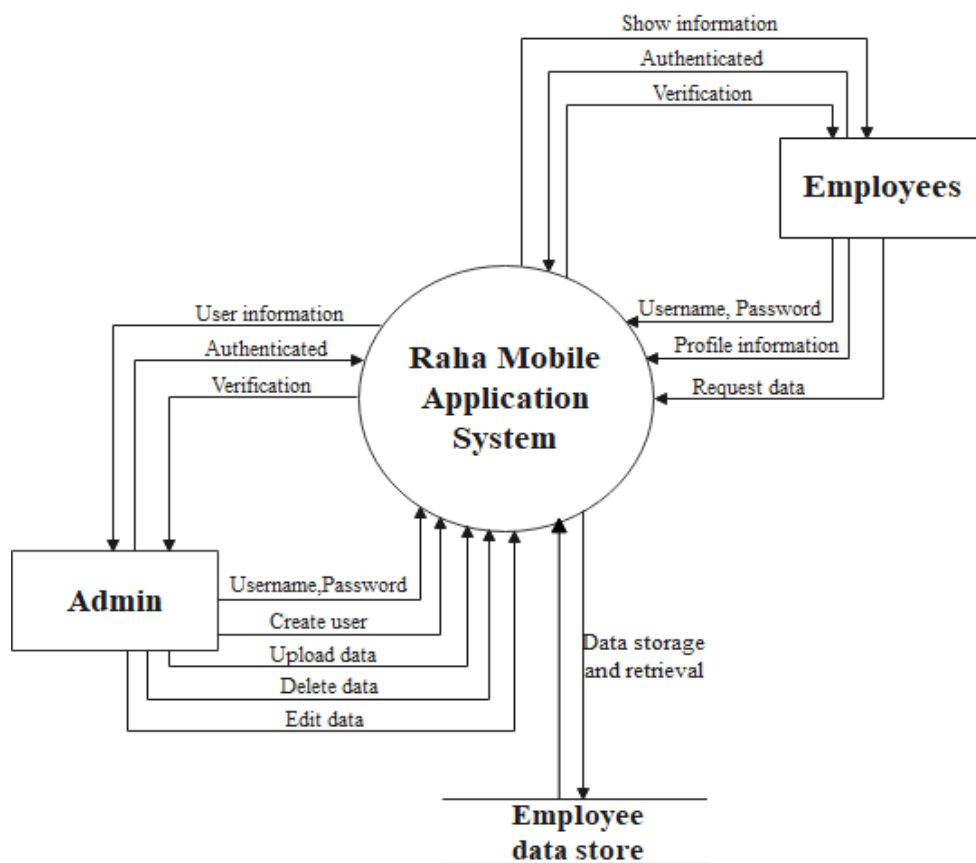 Show information
Authenticated
Verification
Employees
Username, Password
Profile information
Request data
User information
Authenticated
Verification
Raha Mobile
Application
System
Admin
Username,Password
Create user
Upload data
Delete data
Edit data
Data storage
and retrieval
Employee
data store